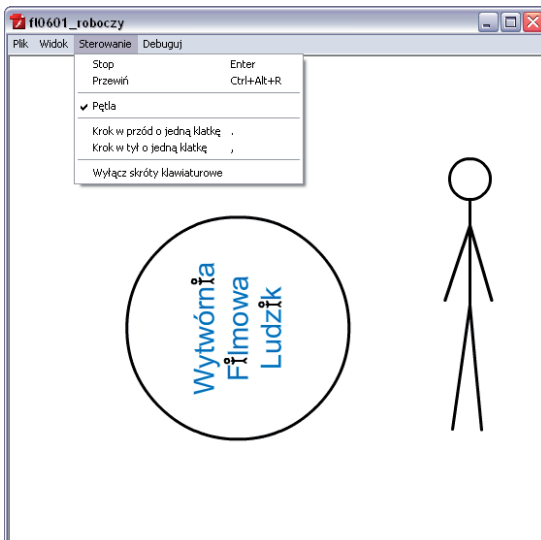 fl0601_roboczy
Plik Widok Sterowanie Debuguj
Stop Enter
Przewiń Ctrl+Alt+R
Pętla
Krok w przód o jedną klatkę .
Krok w tył o jedną klatkę ,
Wyłącz skróty klawiaturowe
Wytwórnia
Filmowa
Ludzik